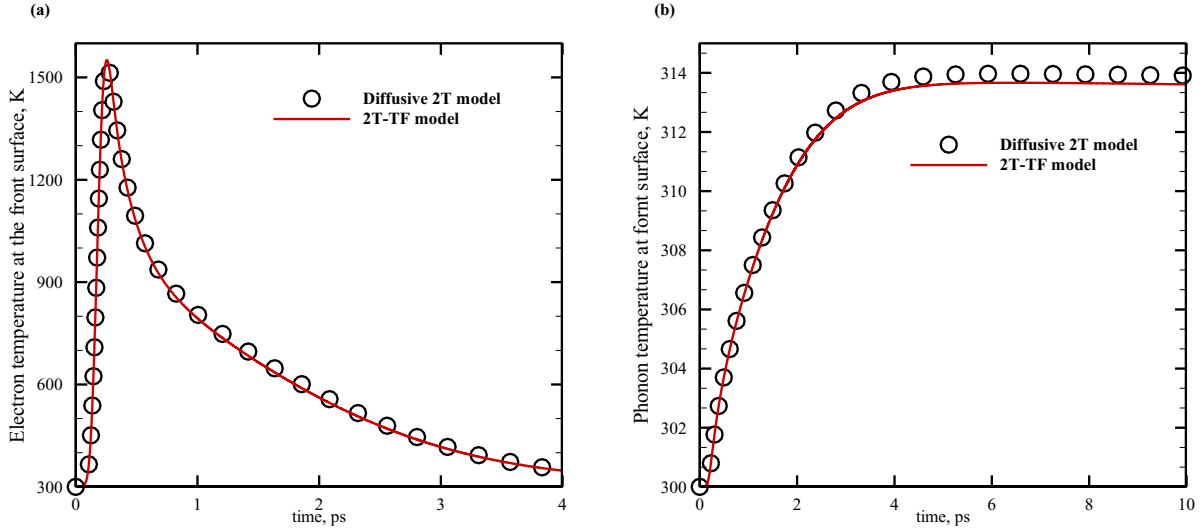 (a)
Electron temperature at the front surface, K
1500
1200
900
600
300
0
1
2
3
4
time, ps
Diffusive 2T model
2T-TF model
(b)
Phonon temperature at fornt surface, K
314
312
310
308
306
304
302
300
0
2
4
6
8
10
time, ps
Diffusive 2T model
2T-TF model